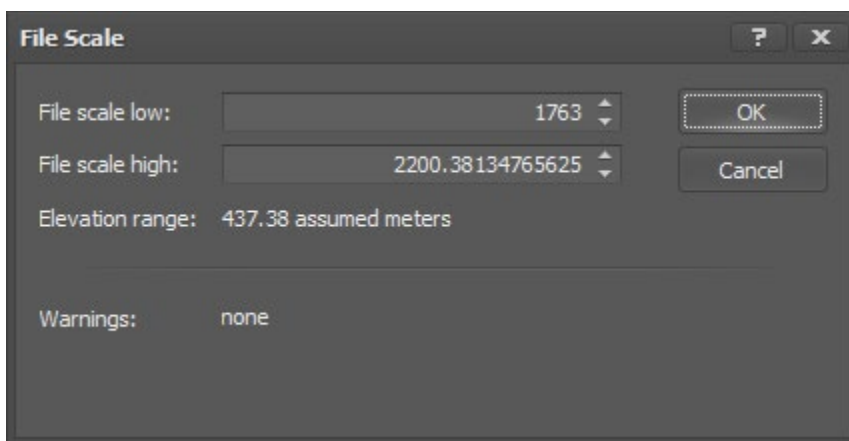 File Scale
File scale low: 1763 OK
File scale high: 2200.38134765625 Cancel
Elevation range: 437.38 assumed meters
Warnings: none